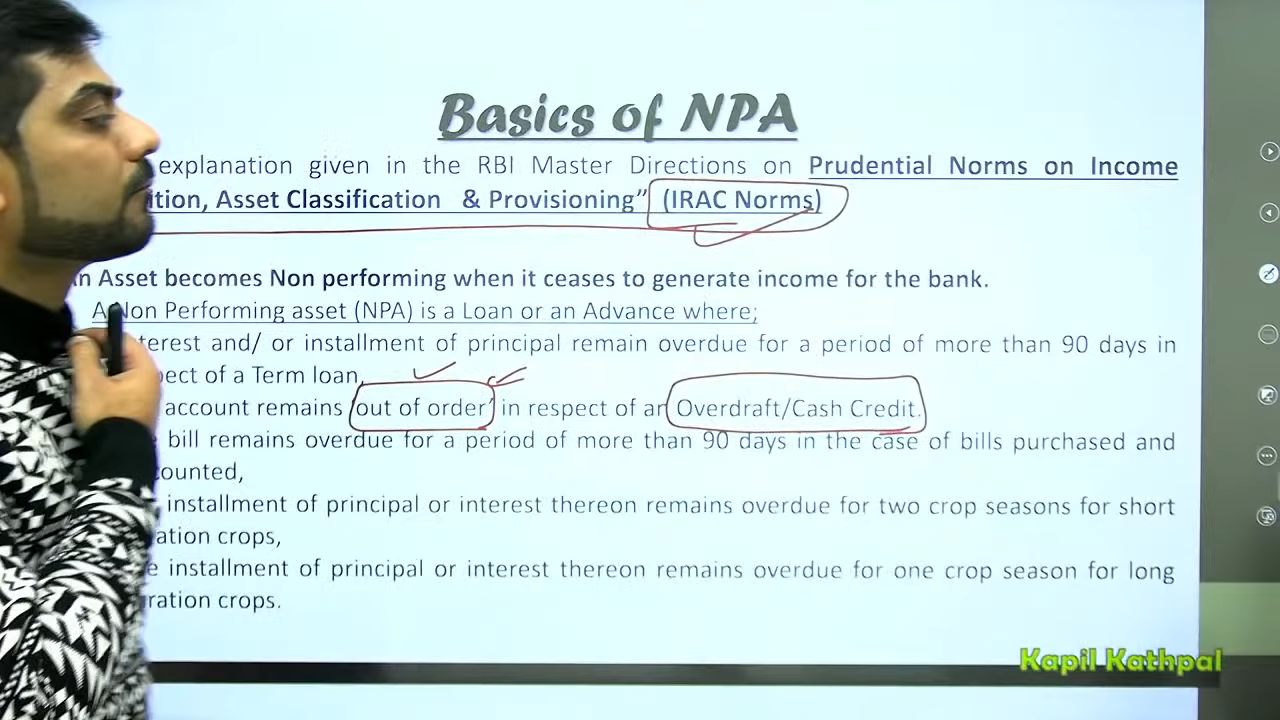 Basics of NPA
explanation given in the RBI Master Directions on Prudential Norms on Income
Asset Classification & Provisioning” (IRAC Norms)
Asset becomes Non performing when it ceases to generate income for the bank.
A Non Performing asset (NPA) is a Loan or an Advance where;
and/ or installment of principal remain overdue for a period of more than 90 days in
of a Term loan,
account remains ‘out of order’ in respect of an Overdraft/Cash Credit.
bill remains overdue for a period of more than 90 days in the case of bills purchased and
installment of principal or interest thereon remains overdue for two crop seasons for short
crops,
installment of principal or interest thereon remains overdue for one crop season for long
crops.
Kapil Kathpal